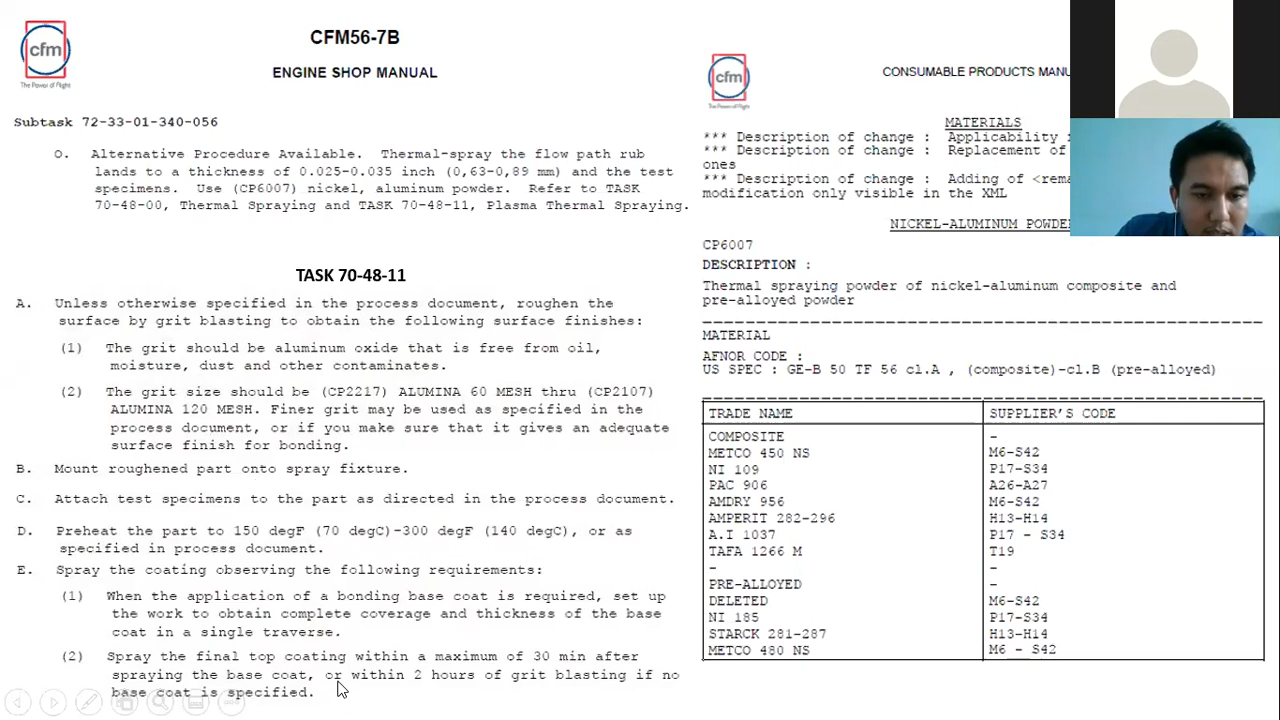 cfm
The Power of Flight
CFM56-7B
ENGINE SHOP MANUAL
Subtask 72-33-01-340-056
O. Alternative Procedure Available. Thermal-spray the flow path rub
lands to a thickness of 0.025-0.035 inch (0,63-0,89 mm) and the test
specimens. Use (CP6007) nickel, aluminum powder. Refer to TASK
70-48-00, Thermal Spraying and TASK 70-48-11, Plasma Thermal Spraying.
TASK 70-48-11
A. Unless otherwise specified in the process document, roughen the
surface by grit blasting to obtain the following surface finishes:
(1) The grit should be aluminum oxide that is free from oil,
moisture, dust and other contaminates.
(2) The grit size should be (CP2217) ALUMINA 60 MESH thru (CP2107)
ALUMINA 120 MESH. Finer grit may be used as specified in the
process document, or if you make sure that it gives an adequate
surface finish for bonding.
B. Mount roughened part onto spray fixture.
C. Attach test specimens to the part as directed in the process document.
D. Preheat the part to 150 degF (70 degC)-300 degF (140 degC), or as
specified in process document.
E. Spray the coating observing the following requirements:
(1) When the application of a bonding base coat is required, set up
the work to obtain complete coverage and thickness of the base
coat in a single traverse.
(2) Spray the final top coating within a maximum of 30 min after
spraying the base coat, or within 2 hours of grit blasting if no
base coat is specified.
cfm
The Power of Flight
CONSUMABLE PRODUCTS
MATERIALS
*** Description of change : Applicability
*** Description of change : Replacement of
ones
*** Description of change : Adding of
modification only visible in the XML
NICKEL-ALUMINUM POWDE
CP6007
DESCRIPTION :
Thermal spraying powder of nickel-aluminum composite and
pre-alloyed powder
MATERIAL
AFNOR CODE :
US SPEC : GE-B 50 TF 56 cl.A , (composite)-cl.B (pre-alloyed)
TRADE NAME SUPPLIER'S CODE
COMPOSITE -
METCO 450 NS M6-S42
NI 109 P17-S34
PAC 906 A26-A27
AMDRY 956 M6-S42
AMPERIT 282-296 H13-H14
A.I 1037 P17 - S34
TAFA 1266 M T19
- -
PRE-ALLOYED -
DELETED M6-S42
NI 185 P17-S34
STARCK 281-287 H13-H14
METCO 480 NS M6 - S42